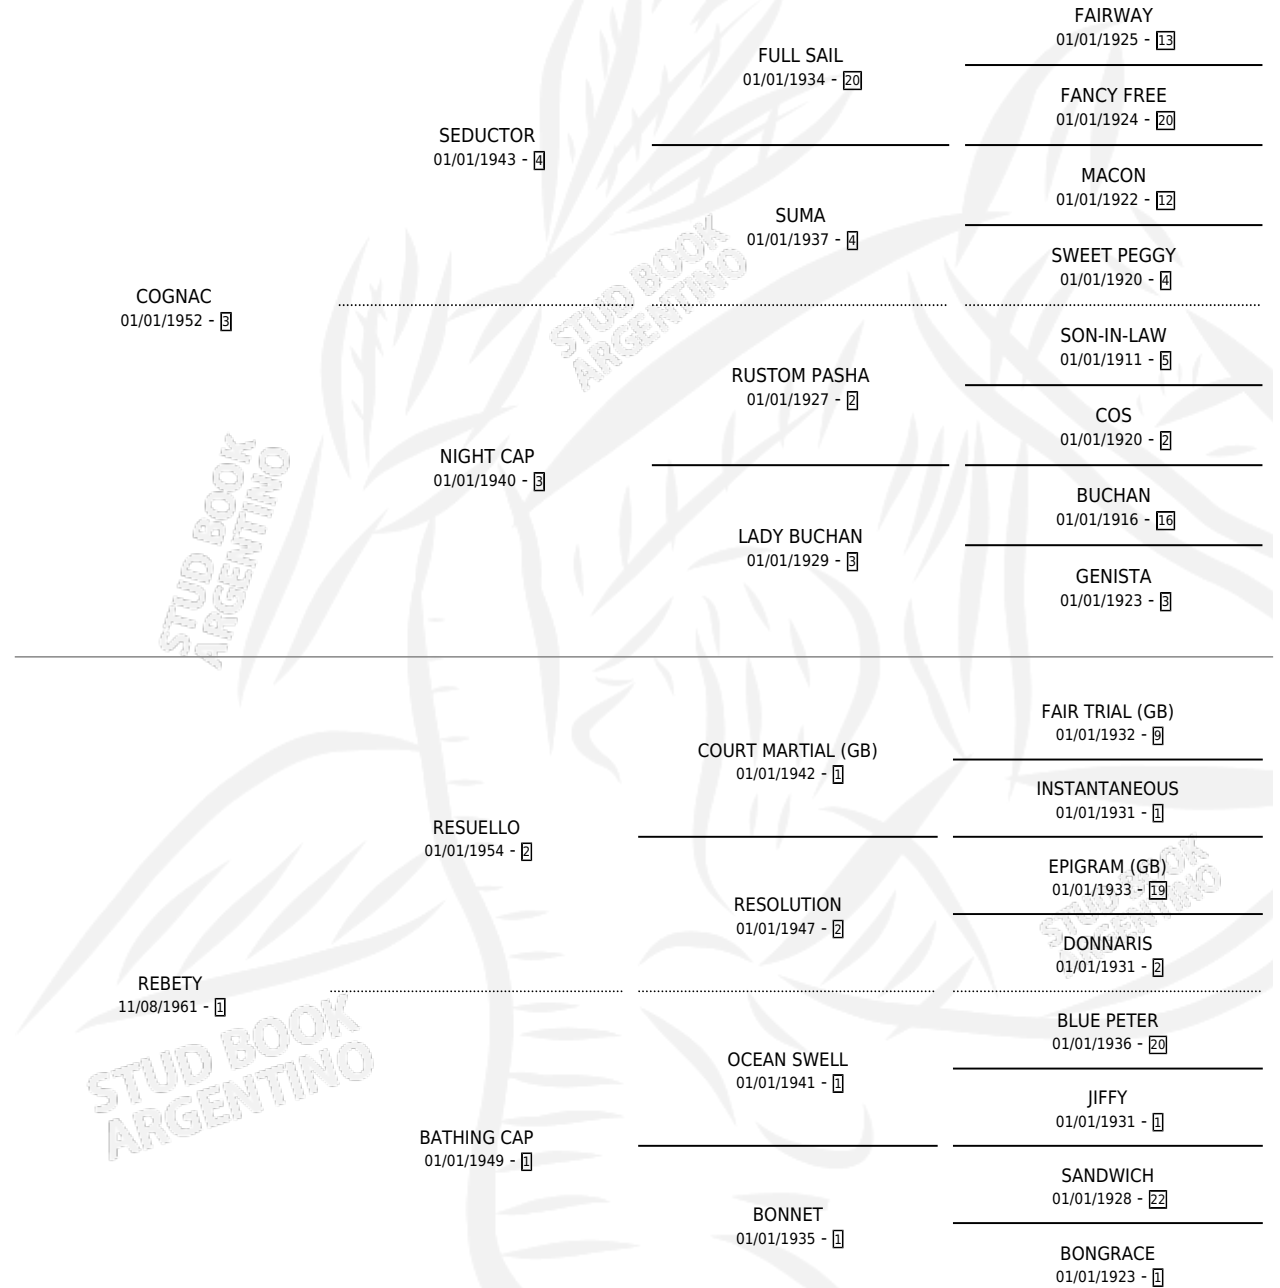 FAIRWAY
01/01/1925 - 13
FULL SAIL
01/01/1934 - 20
FANCY FREE
01/01/1924 - 20
SEDUCTOR
01/01/1943 - 4
MACON
01/01/1922 - 12
SUMA
01/01/1937 - 4
SWEET PEGGY
01/01/1920 - 4
COGNAC
01/01/1952 - 3
SON-IN-LAW
01/01/1911 - 5
RUSTOM PASHA
01/01/1927 - 2
COS
01/01/1920 - 2
NIGHT CAP
01/01/1940 - 3
BUCHAN
01/01/1916 - 16
LADY BUCHAN
01/01/1929 - 3
GENISTA
01/01/1923 - 3
FAIR TRIAL (GB)
01/01/1932 - 9
COURT MARTIAL (GB)
01/01/1942 - 1
INSTANTANEOUS
01/01/1931 - 1
RESUELLO
01/01/1954 - 2
EPIGRAM (GB)
01/01/1933 - 19
RESOLUTION
01/01/1947 - 2
DONNARIS
01/01/1931 - 2
REBETY
11/08/1961 - 1
BLUE PETER
01/01/1936 - 20
OCEAN SWELL
01/01/1941 - 1
JIFFY
01/01/1931 - 1
BATHING CAP
01/01/1949 - 1
SANDWICH
01/01/1928 - 22
BONNET
01/01/1935 - 1
BONGRACE
01/01/1923 - 1
STUD BOOK
ARGENTINO
STUD BOOK
ARGENTINO
STUD BOOK
ARGENTINO
STUD BOOK
ARGENTINO